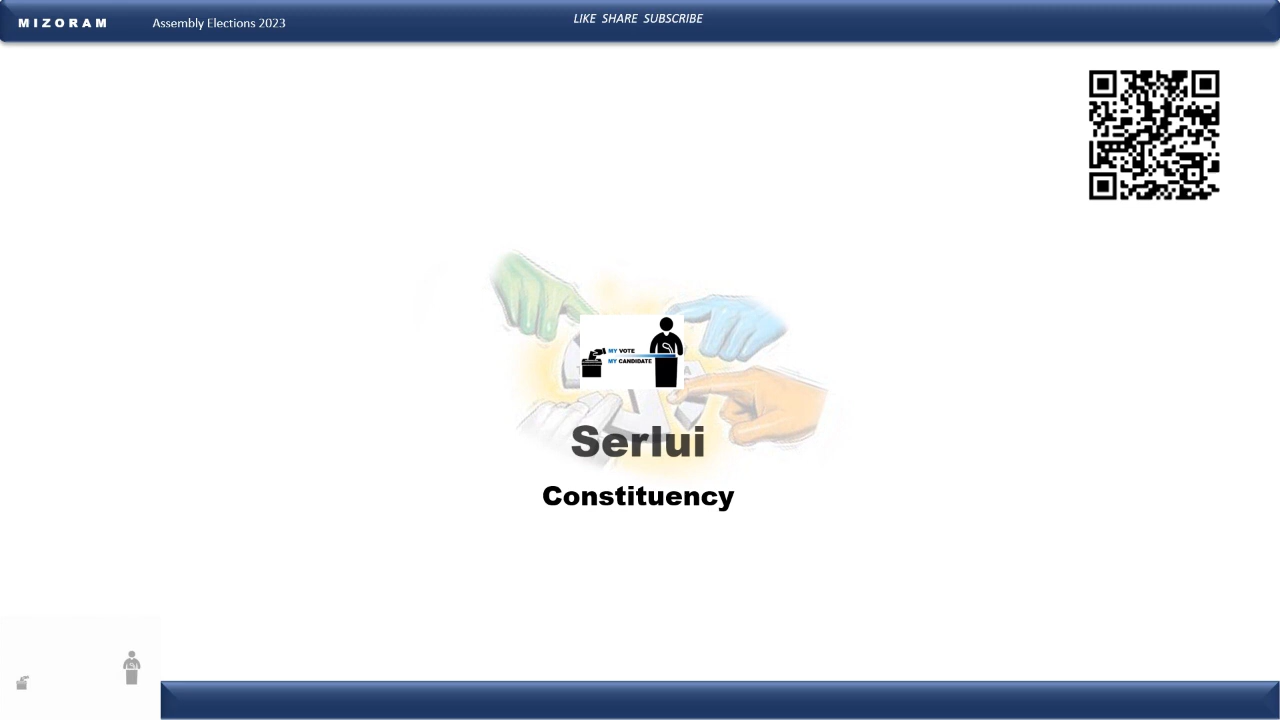 MIZORAM
Assembly Elections 2023
LIKE SHARE SUBSCRIBE
MY VOTE
MY CANDIDATE
Serlui
Constituency